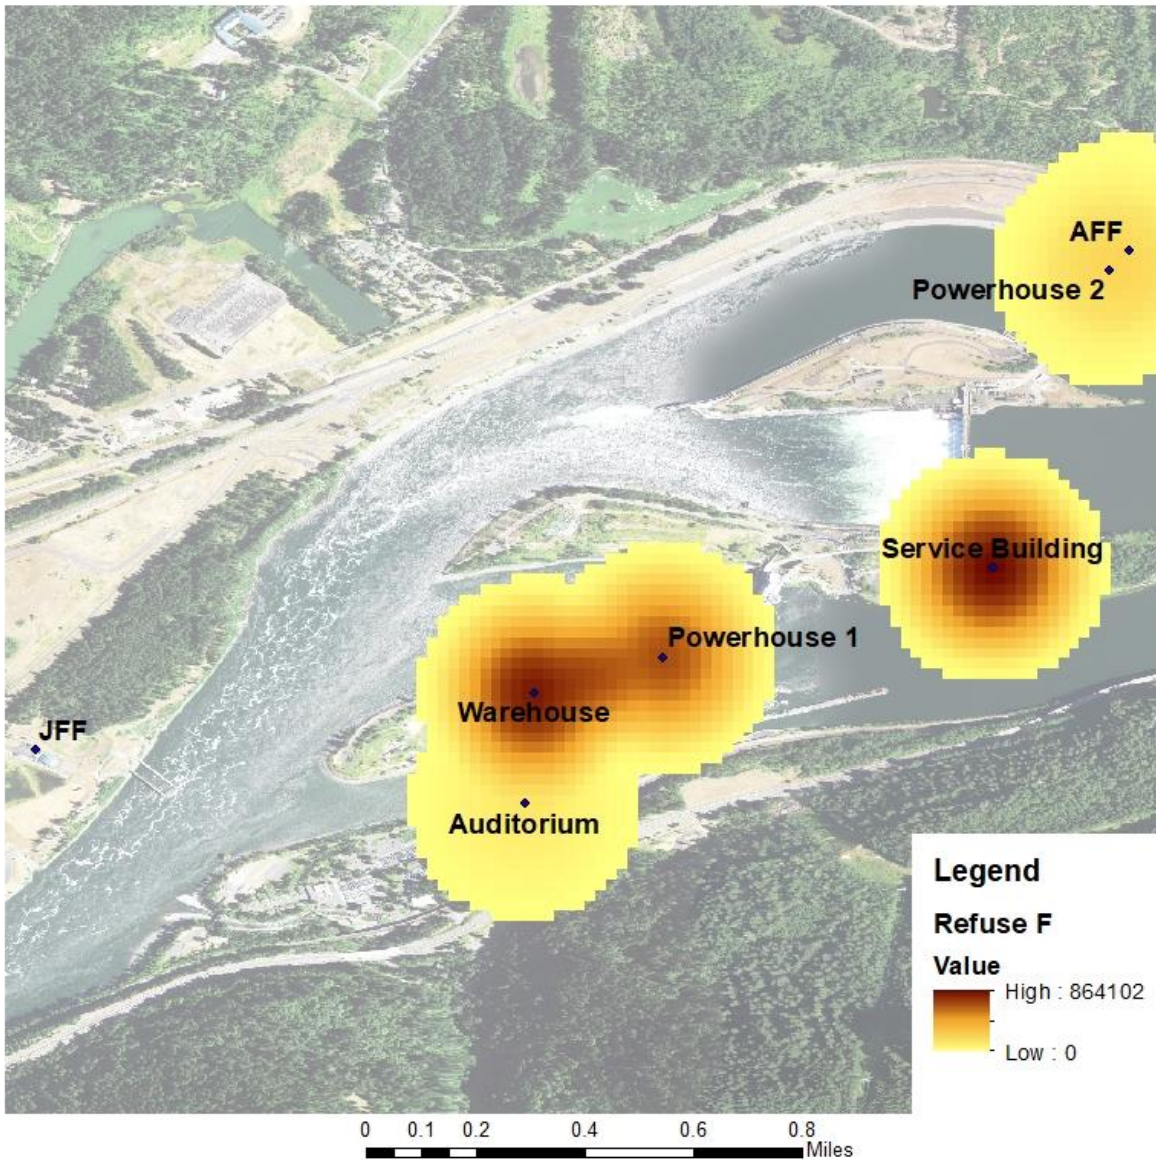 AFF
Powerhouse 2
Service Building
Powerhouse 1
Warehouse
JFF
Auditorium
Legend
Refuse F
Value
High : 864102
Low : 0
0 0.1 0.2 0.4 0.6 0.8
Miles